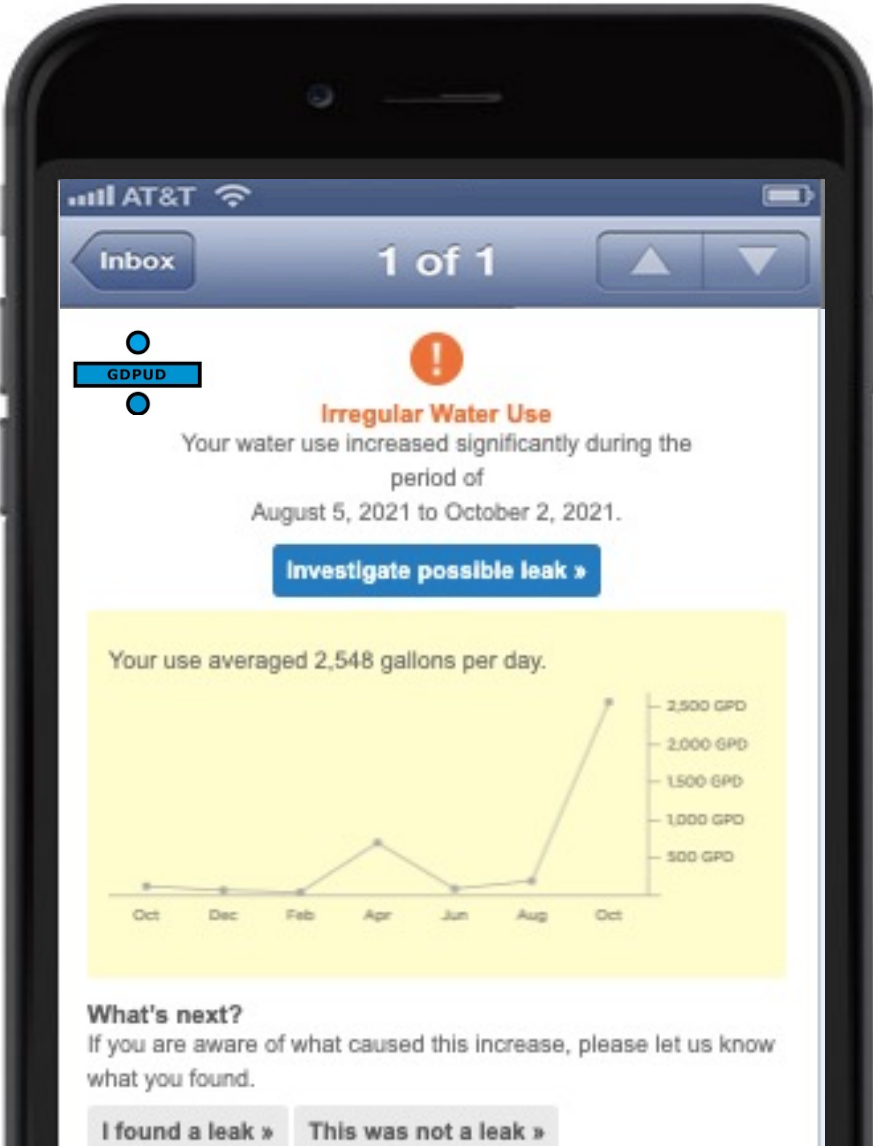 AT&T
Inbox
1 of 1
GDPUD
!
Irregular Water Use
Your water use increased significantly during the
period of
August 5, 2021 to October 2, 2021.
Investigate possible leak »
Your use averaged 2,548 gallons per day.
2,500 GPD
2,000 GPD
1,500 GPD
1,000 GPD
500 GPD
Oct Dec Feb Apr Jun Aug Oct
What's next?
If you are aware of what caused this increase, please let us know
what you found.
I found a leak » This was not a leak »